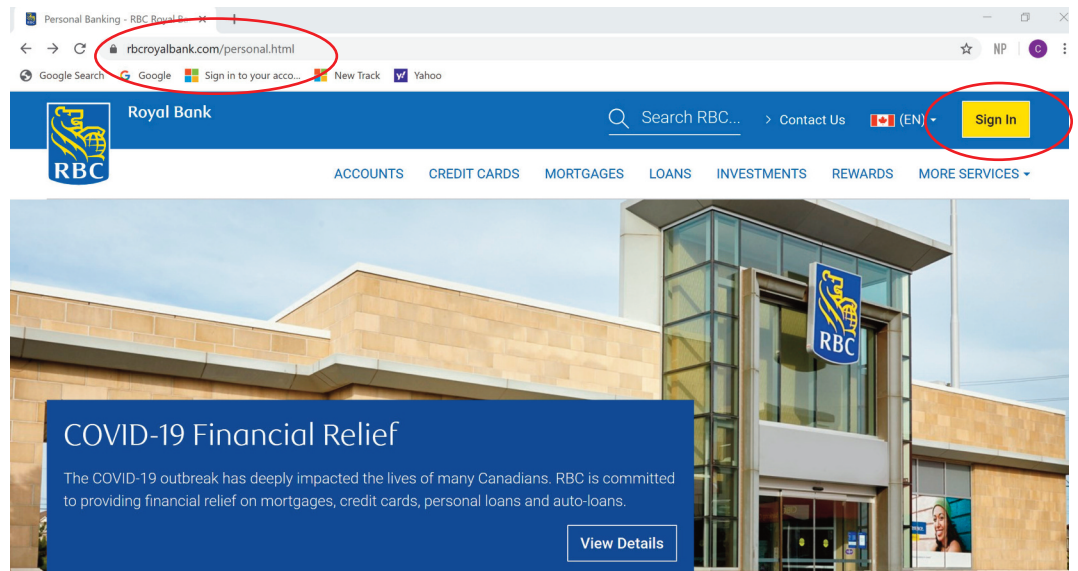 Personal Banking - RBC Royal Ban
rbcroyalbank.com/personal.html
NP C
Google Search Google Sign in to your acco... New Track Yahoo
Royal Bank
Search RBC... > Contact Us (EN)
Sign In
RBC
ACCOUNTS CREDIT CARDS MORTGAGES LOANS INVESTMENTS REWARDS MORE SERVICES
RBC
COVID-19 Financial Relief
The COVID-19 outbreak has deeply impacted the lives of many Canadians. RBC is committed
to providing financial relief on mortgages, credit cards, personal loans and auto-loans.
View Details